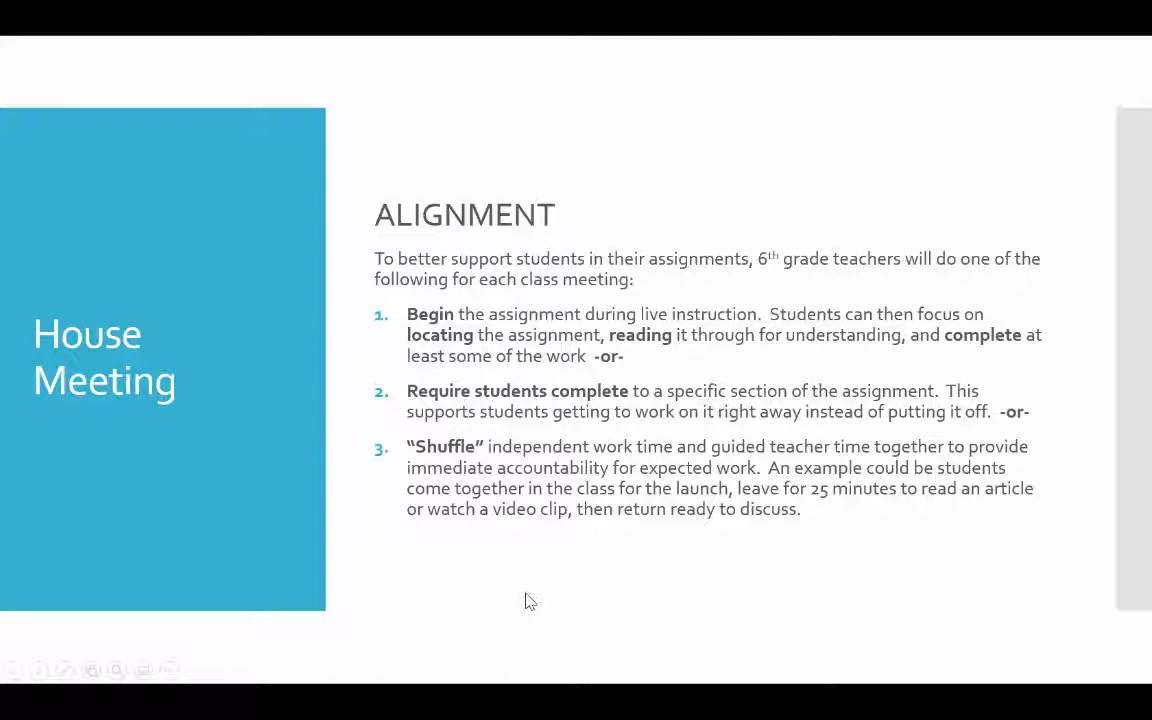 House
Meeting
ALIGNMENT
To better support students in their assignments, 6th grade teachers will do one of the
following for each class meeting:
1. Begin the assignment during live instruction. Students can then focus on
locating the assignment, reading it through for understanding, and complete at
least some of the work -or-
2. Require students complete to a specific section of the assignment. This
supports students getting to work on it right away instead of putting it off. -or-
3. “Shuffle” independent work time and guided teacher time together to provide
immediate accountability for expected work. An example could be students
come together in the class for the launch, leave for 25 minutes to read an article
or watch a video clip, then return ready to discuss.